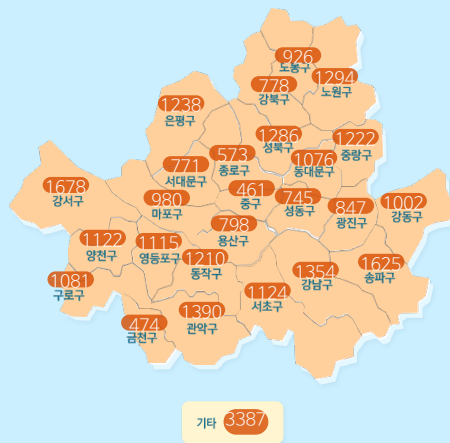 926
노봉구
1294
노원구
778
강북구
1238
은평구
1286
성북구
1222
중랑구
573
종로구
1076
동대문구
771
서대문구
1678
강서구
461
중구
980
마포구
745
성동구
847
광진구
1002
강동구
798
용산구
1122
양천구
1115
영등포구
1210
동작구
1625
송파구
1354
강남구
1081
구로구
1124
서초구
1390
관악구
474
금천구
기타 3387